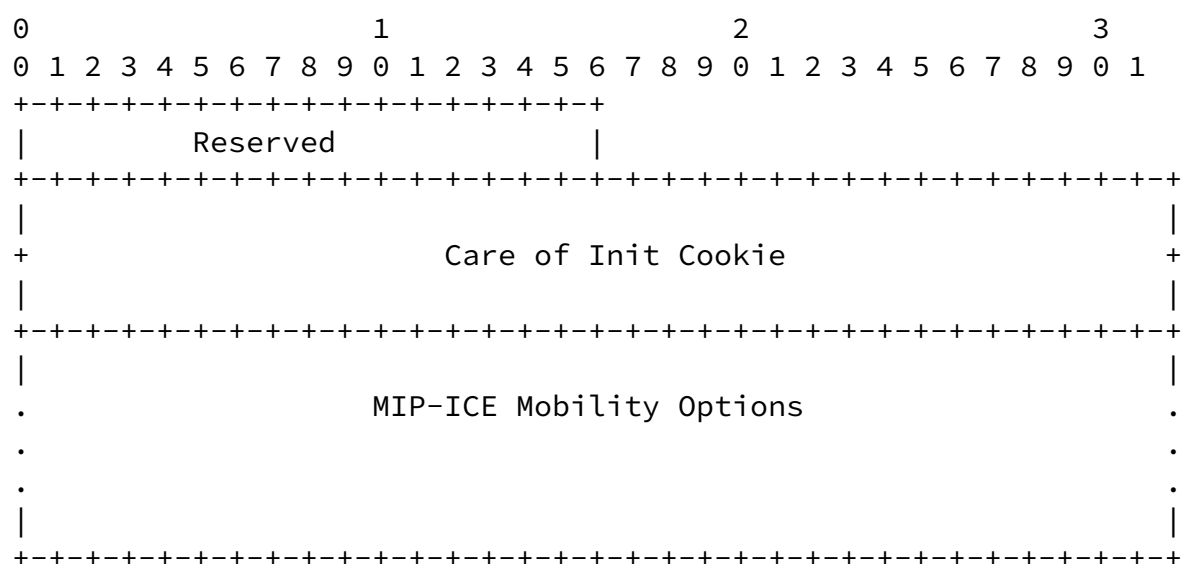 0                   1                   2                   3
0 1 2 3 4 5 6 7 8 9 0 1 2 3 4 5 6 7 8 9 0 1 2 3 4 5 6 7 8 9 0 1
+-+-+-+-+-+-+-+-+-+-+-+-+-+-+-+-+
|         Reserved              |
+-+-+-+-+-+-+-+-+-+-+-+-+-+-+-+-+-+-+-+-+-+-+-+-+-+-+-+-+-+-+-+-+
|                                                               |
+                       Care of Init Cookie                     +
|                                                               |
+-+-+-+-+-+-+-+-+-+-+-+-+-+-+-+-+-+-+-+-+-+-+-+-+-+-+-+-+-+-+-+-+
|                                                               |
.                   MIP-ICE Mobility Options                    .
.                                                               .
.                                                               .
|                                                               |
+-+-+-+-+-+-+-+-+-+-+-+-+-+-+-+-+-+-+-+-+-+-+-+-+-+-+-+-+-+-+-+-+